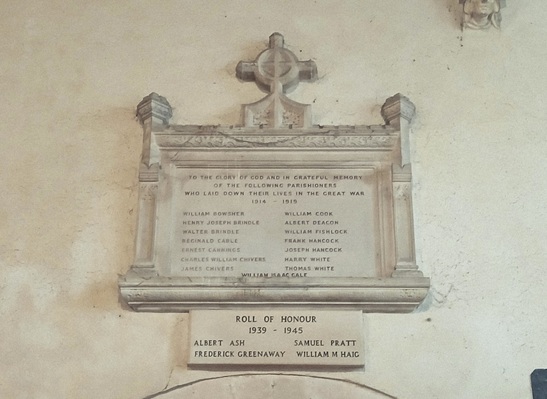 TO THE GLORY OF GOD AND IN GRATEFUL MEMORY
OF THE FOLLOWING PARISHIONERS
WHO LAID DOWN THEIR LIVES IN THE GREAT WAR
1914 - 1919
WILLIAM BOWSHER WILLIAM COOK
HENRY JOSEPH BRINDLE ALBERT DEACON
WALTER BRINDLE WILLIAM FISHLOCK
REGINALD CABLE FRANK HANCOCK
ERNEST CANNINGS JOSEPH HANCOCK
CHARLES WILLIAM CHIVERS HARRY WHITE
JAMES CHIVERS THOMAS WHITE
WILLIAM ISAAC GALE
ROLL OF HONOUR
1939 - 1945
ALBERT ASH SAMUEL PRATT
FREDERICK GREENAWAY WILLIAM M HAIG